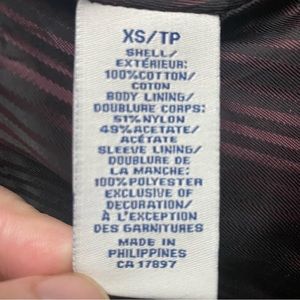 XS/TP
SHELL/
EXTÉRIEUR:
100%COTTON/
COTON
BODY LINING/
DOUBLURE CORPS:
51%NYLON
49%ACETATE/
ACÉTATE
SLEEVE LINING/
DOUBLURE DE
LA MANCHE:
100%POLYESTER
EXCLUSIVE OF
DECORATION/
À L'EXCEPTION
DES GARNITURES
MADE IN
PHILIPPINES
CA 17897